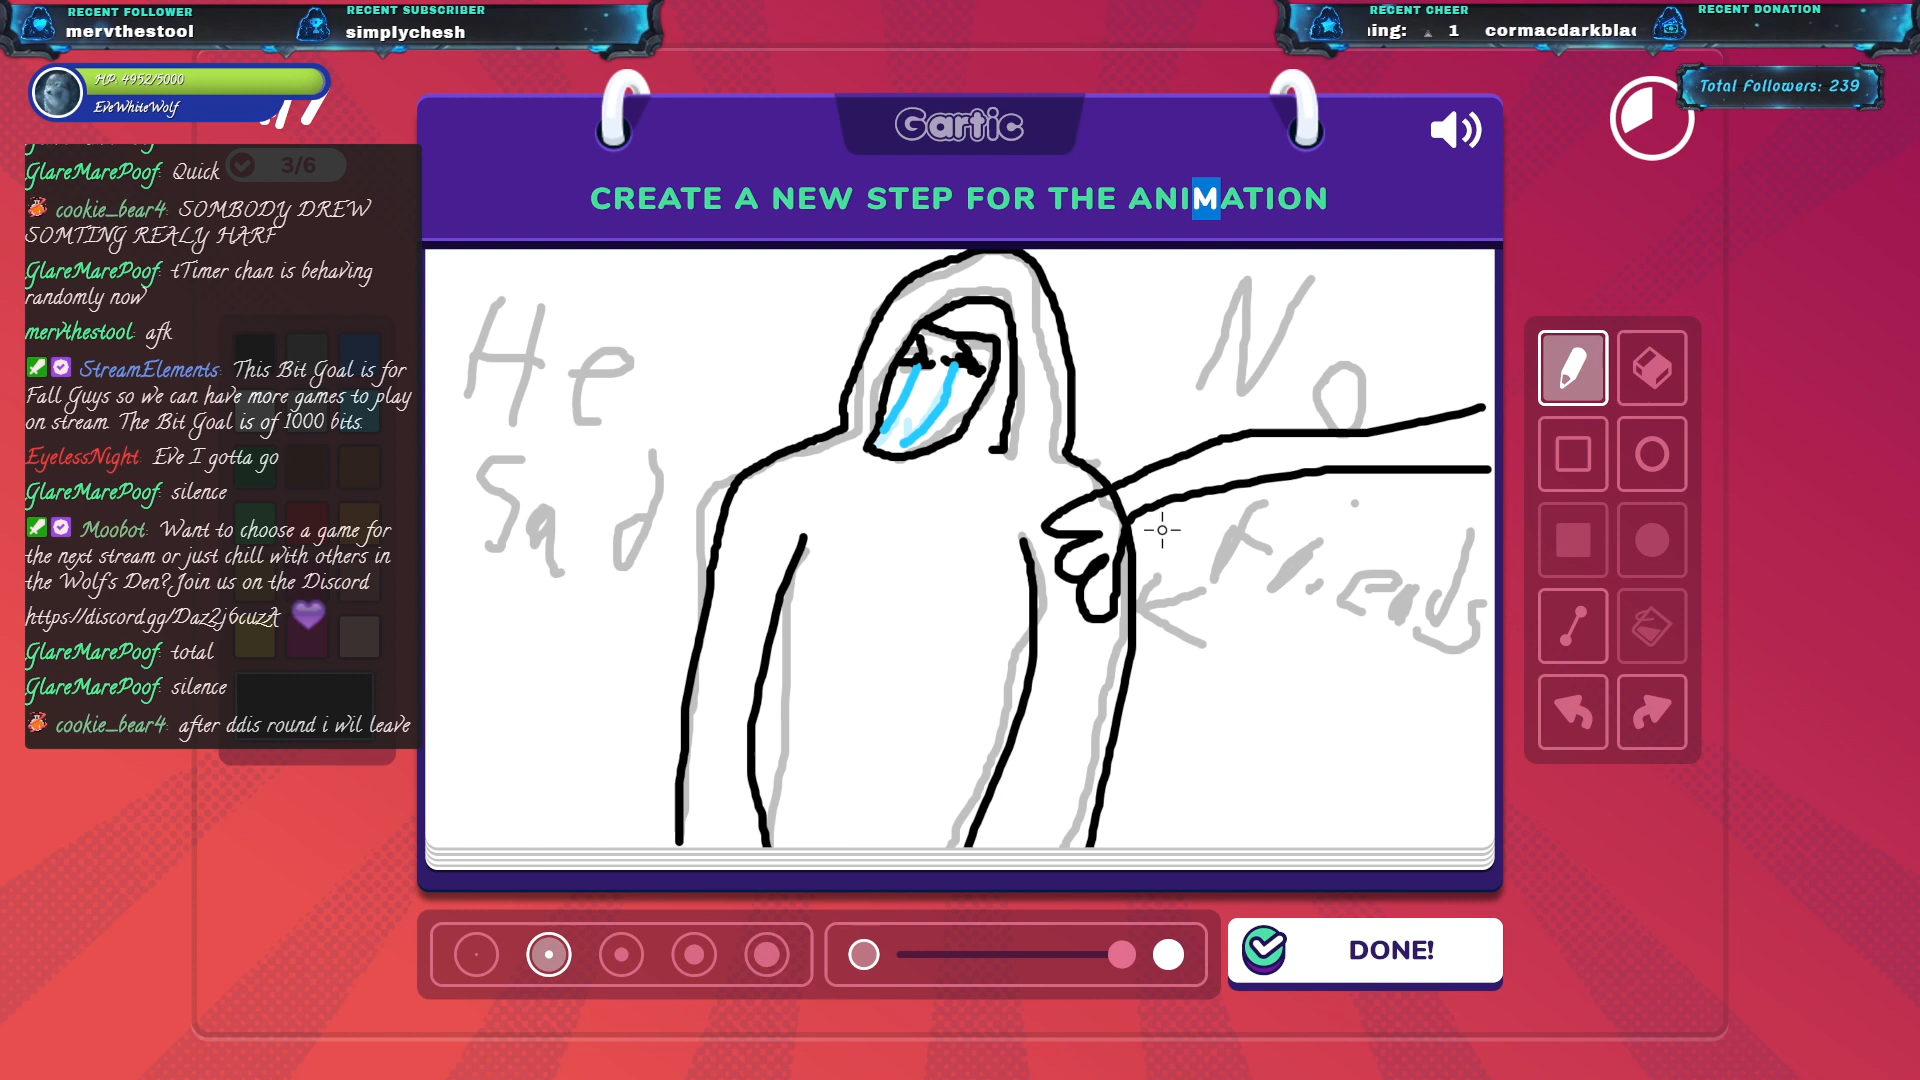 RECENT FOLLOWER
mervthestool
RECENT SUBSCRIBER
simplychesh
RECENT CHEER
ing: 1 cormacdarkblad
RECENT DONATION
Total Followers: 239
HP: 4952/5000
EveWhiteWolf
Gartic
3/6
CREATE A NEW STEP FOR THE ANIMATION
GlareMarePoof: Quick
cookie_bear4: SOMBODY DREW
SOMTING REALY HARF
GlareMarePoof: tTimer chan is behaving
randomly now
mervthestool: afk
StreamElements: This Bit Goal is for
Fall Guys so we can have more games to play
on stream. The Bit Goal is of 1000 bits.
EyelessNight: Eve I gotta go
GlareMarePoof: silence
Moobot: Want to choose a game for
the next stream or just chill with others in
the Wolf's Den? Join us on the Discord
https://discord.gg/Daz2j6cuzA
GlareMarePoof: total
GlareMarePoof: silence
cookie_bear4: after ddis round i wil leave
He
Sad
No
friends
DONE!